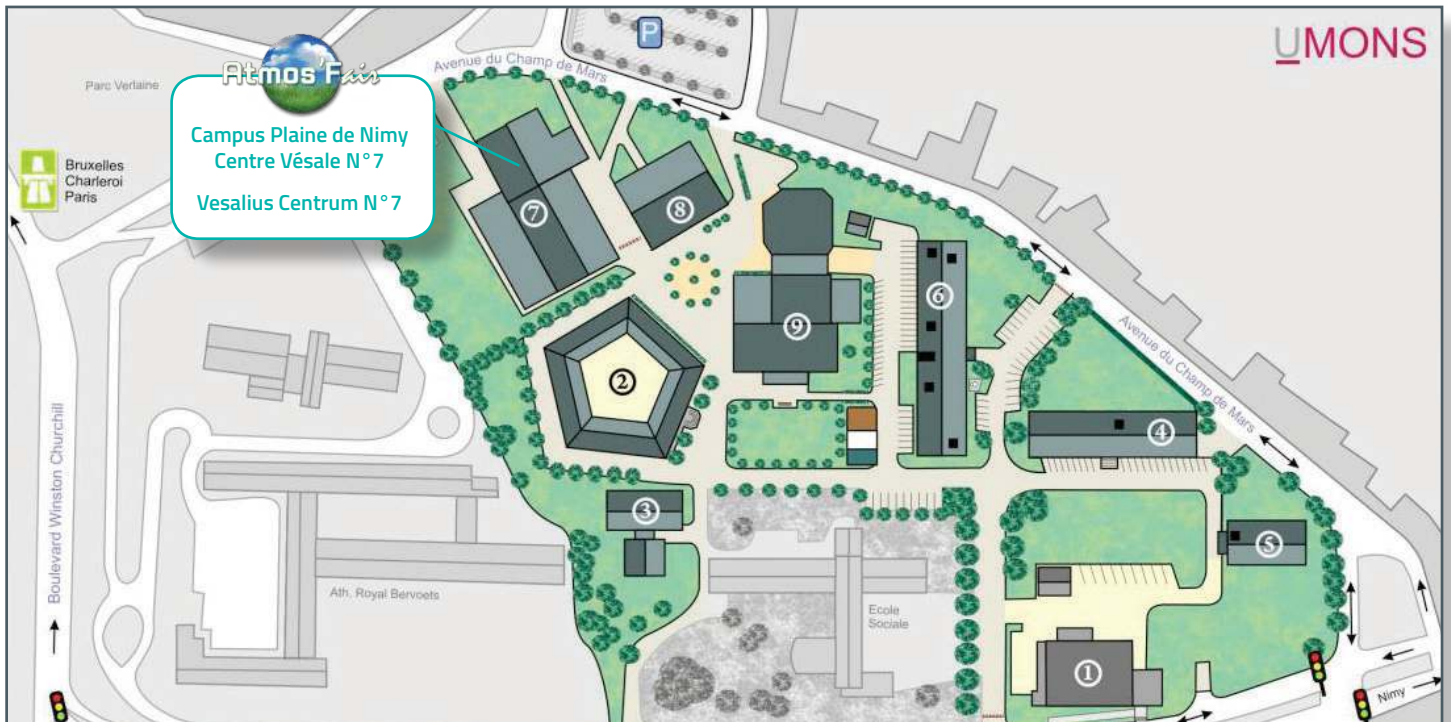 UMONS
P
Avenue du Champ de Mars
Atmos'Fair
Parc Verlaine
Campus Plaine de Nimy
Centre Vésale N°7
Vesalius Centrum N°7
Bruxelles
Charleroi
Paris
7
8
6
9
2
Avenue du Champ de Mars
4
3
5
Boulevard Winston Churchill
Ath. Royal Bervoets
Ecole
Sociale
1
Nimy